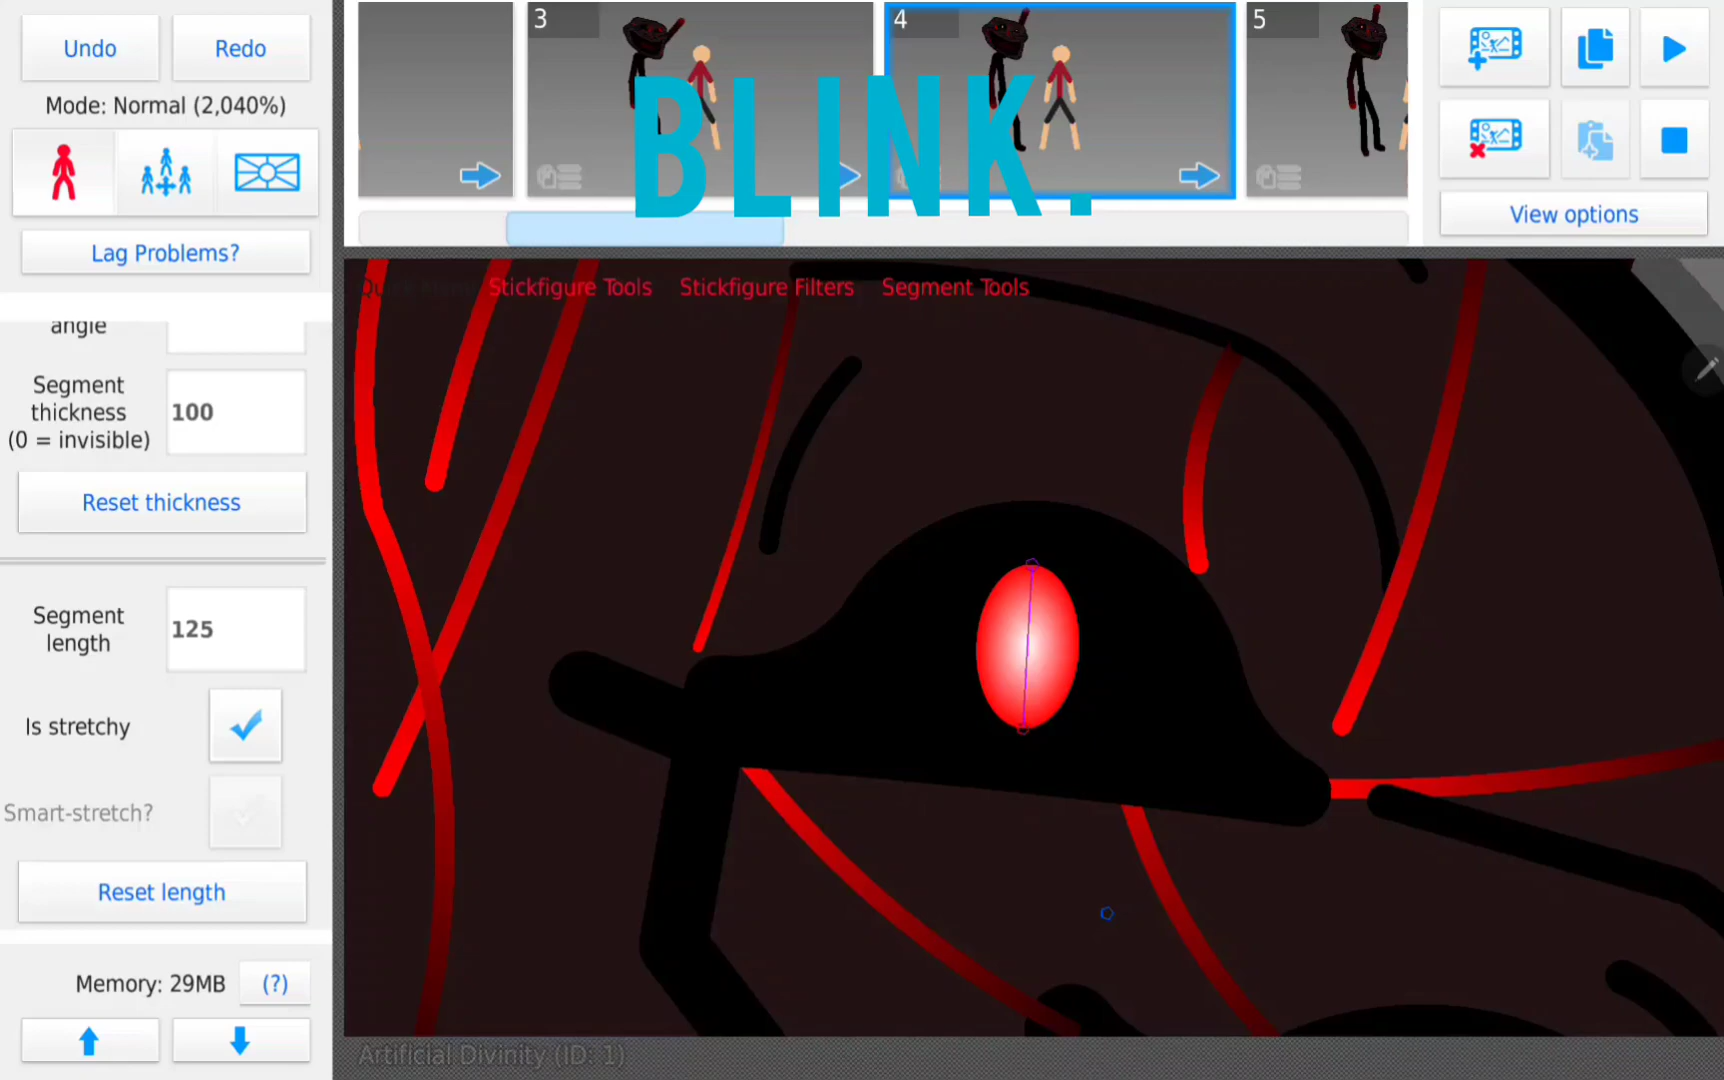 Undo
Redo
Mode: Normal (2,040%)
Lag Problems?
angle
Segment
thickness
(0 = invisible)
100
Reset thickness
Segment
length
125
Is stretchy
Smart-stretch?
Reset length
Memory: 29MB
(?)
3
4
5
BLINK.
View options
Stickfigure Tools
Stickfigure Filters
Segment Tools
Artificial Divinity (ID: 1)